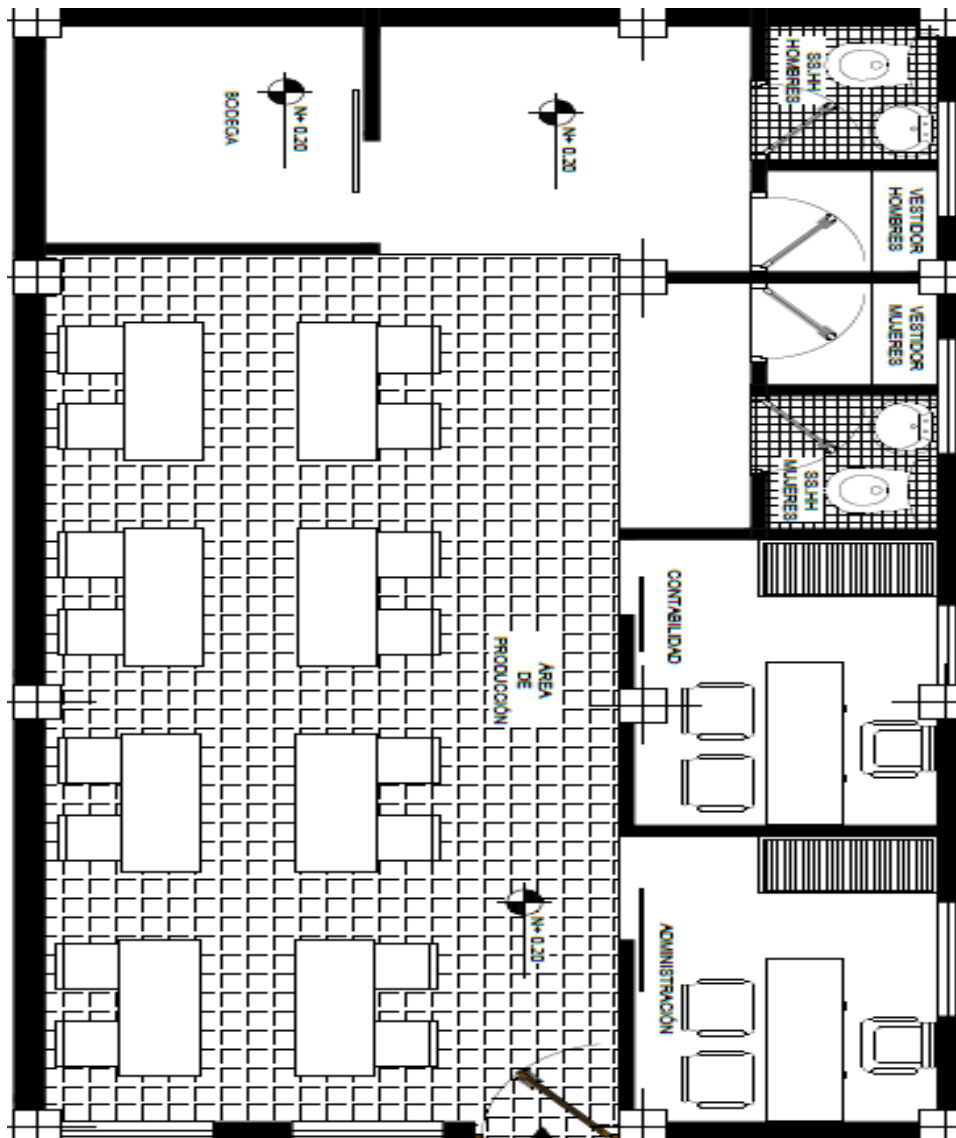 SS.HH
HOMBRES
N+ 0.20
BODEGA
N+ 0.20
VESTIDOR
HOMBRES
VESTIDOR
MUJERES
SS.HH
MUJERES
CONTABILIDAD
ÁREA
DE
PRODUCCIÓN
N+ 0.20-
ADMINISTRACIÓN